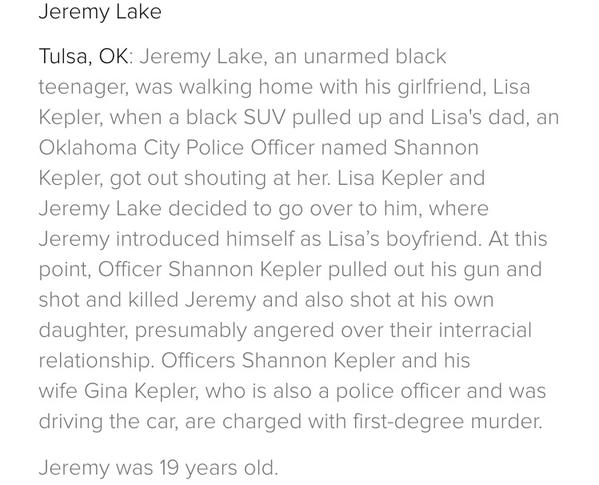 Jeremy Lake
Tulsa, OK: Jeremy Lake, an unarmed black
teenager, was walking home with his girlfriend, Lisa
Kepler, when a black SUV pulled up and Lisa's dad, an
Oklahoma City Police Officer named Shannon
Kepler, got out shouting at her. Lisa Kepler and
Jeremy Lake decided to go over to him, where
Jeremy introduced himself as Lisa’s boyfriend. At this
point, Officer Shannon Kepler pulled out his gun and
shot and killed Jeremy and also shot at his own
daughter, presumably angered over their interracial
relationship. Officers Shannon Kepler and his
wife Gina Kepler, who is also a police officer and was
driving the car, are charged with first-degree murder.
Jeremy was 19 years old.